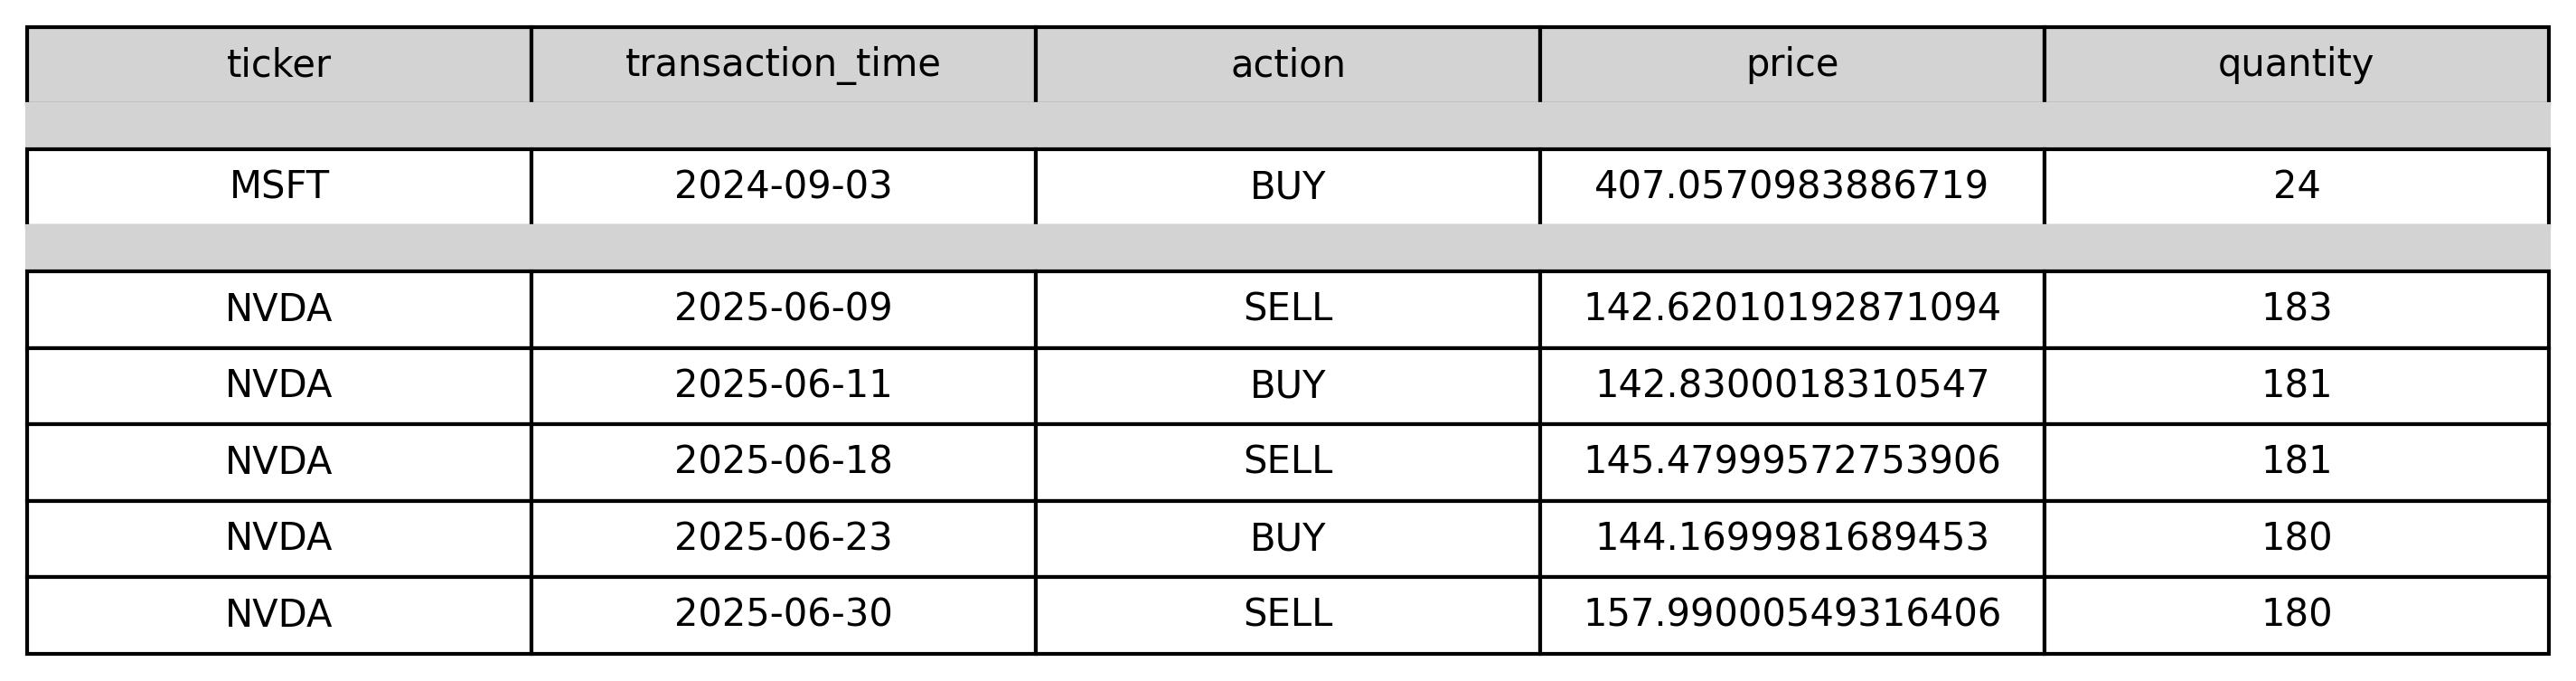 ticker transaction_time action price quantity
MSFT 2024-09-03 BUY 407.0570983886719 24
NVDA 2025-06-09 SELL 142.62010192871094 183
NVDA 2025-06-11 BUY 142.8300018310547 181
NVDA 2025-06-18 SELL 145.47999572753906 181
NVDA 2025-06-23 BUY 144.1699981689453 180
NVDA 2025-06-30 SELL 157.99000549316406 180